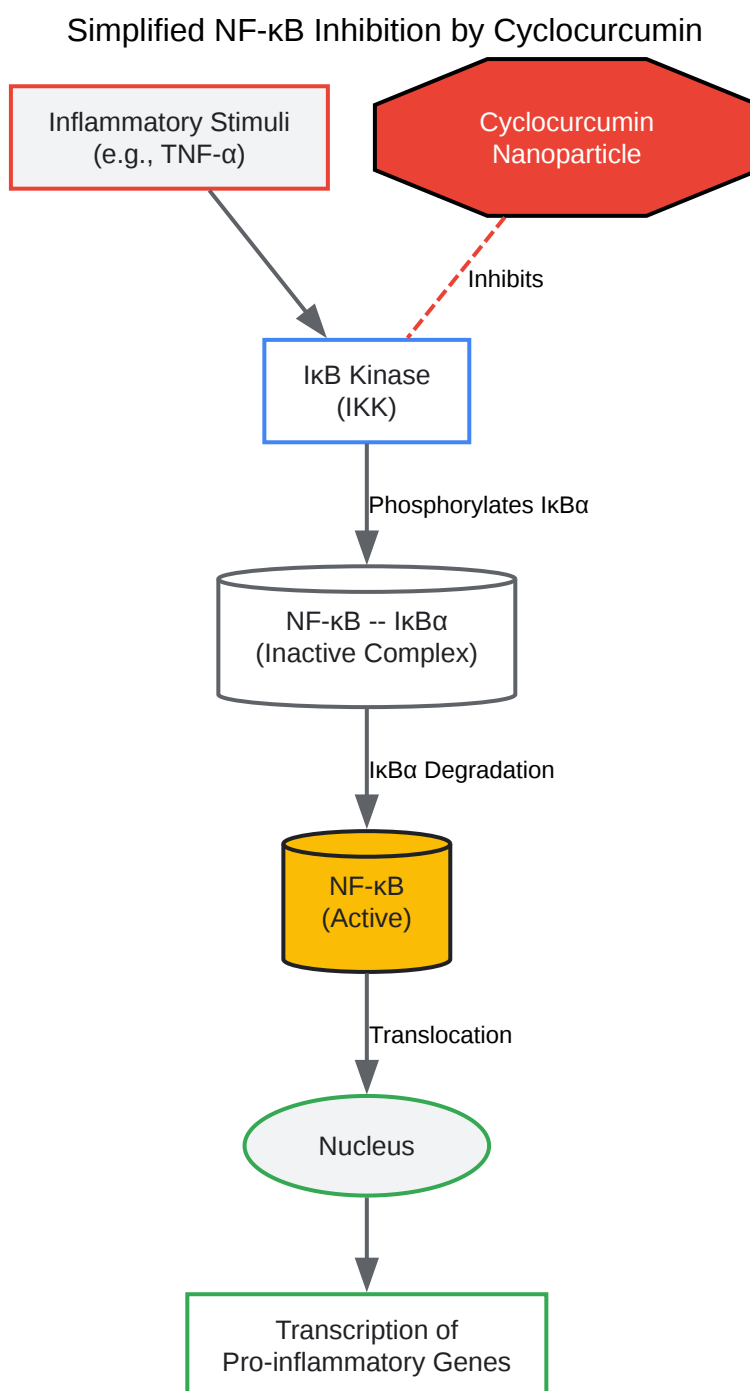 Simplified NF-κB Inhibition by Cyclocurcumin
Inflammatory Stimuli
(e.g., TNF-α)
Cyclocurcumin
Nanoparticle
Inhibits
IκB Kinase
(IKK)
Phosphorylates IκBα
NF-κB -- IκBα
(Inactive Complex)
IκBα Degradation
NF-κB
(Active)
Translocation
Nucleus
Transcription of
Pro-inflammatory Genes